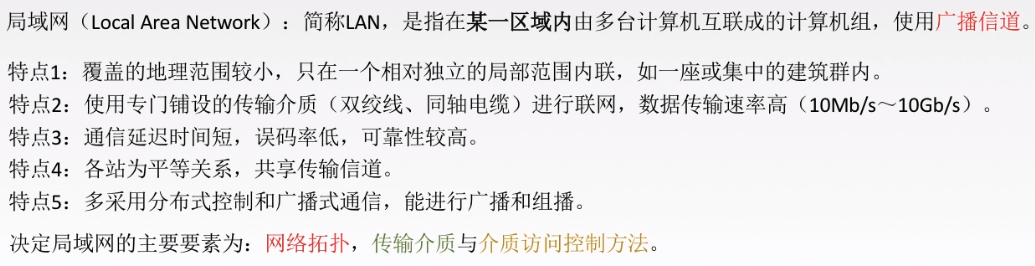 局域网（Local Area Network）：简称LAN，是指在某一区域内由多台计算机互联成的计算机组，使用广播信道。
特点1：覆盖的地理范围较小，只在一个相对独立的局部范围内联，如一座或集中的建筑群内。
特点2：使用专门铺设的传输介质（双绞线、同轴电缆）进行联网，数据传输速率高（10Mb/s～10Gb/s）。
特点3：通信延迟时间短，误码率低，可靠性较高。
特点4：各站为平等关系，共享传输信道。
特点5：多采用分布式控制和广播式通信，能进行广播和组播。
决定局域网的主要要素为：网络拓扑，传输介质与介质访问控制方法。